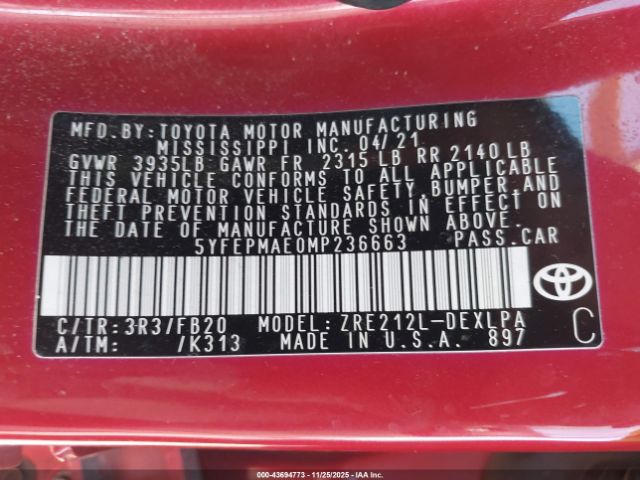 MFD.BY:TOYOTA MOTOR MANUFACTURING
MISSISSIPPI INC. 04/21
GVWR 3935LB GAWR FR 2315 LB RR 2140 LB
THIS VEHICLE CONFORMS TO ALL APPLICABLE
FEDERAL MOTOR VEHICLE SAFETY,BUMPER,AND
THEFT PREVENTION STANDARDS IN EFFECT ON
THE DATE OF MANUFACTURE SHOWN ABOVE.
5YFEPMAE0MP236663 PASS.CAR
C/TR:3R3/FB20 MODEL:ZRE212L-DEXLPA
A/TM: /K313 MADE IN U.S.A. 897
C
00-43694773 - 11/25/2025 - IAA Inc.